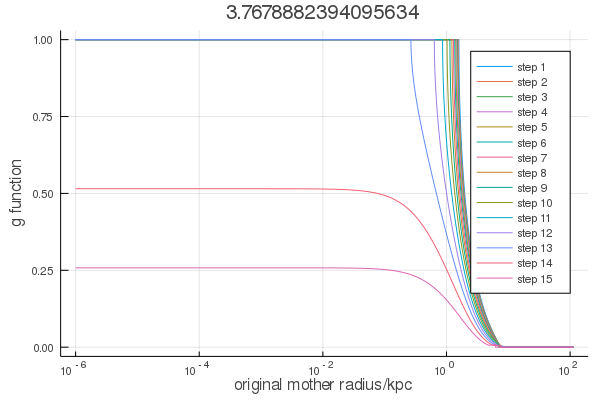 3.7678882394095634
1.00
0.75
0.50
0.25
0.00
g function
step 1
step 2
step 3
step 4
step 5
step 6
step 7
step 8
step 9
step 10
step 11
step 12
step 13
step 14
step 15
10^-6 10^-4 10^-2 10^0 10^2
original mother radius/kpc